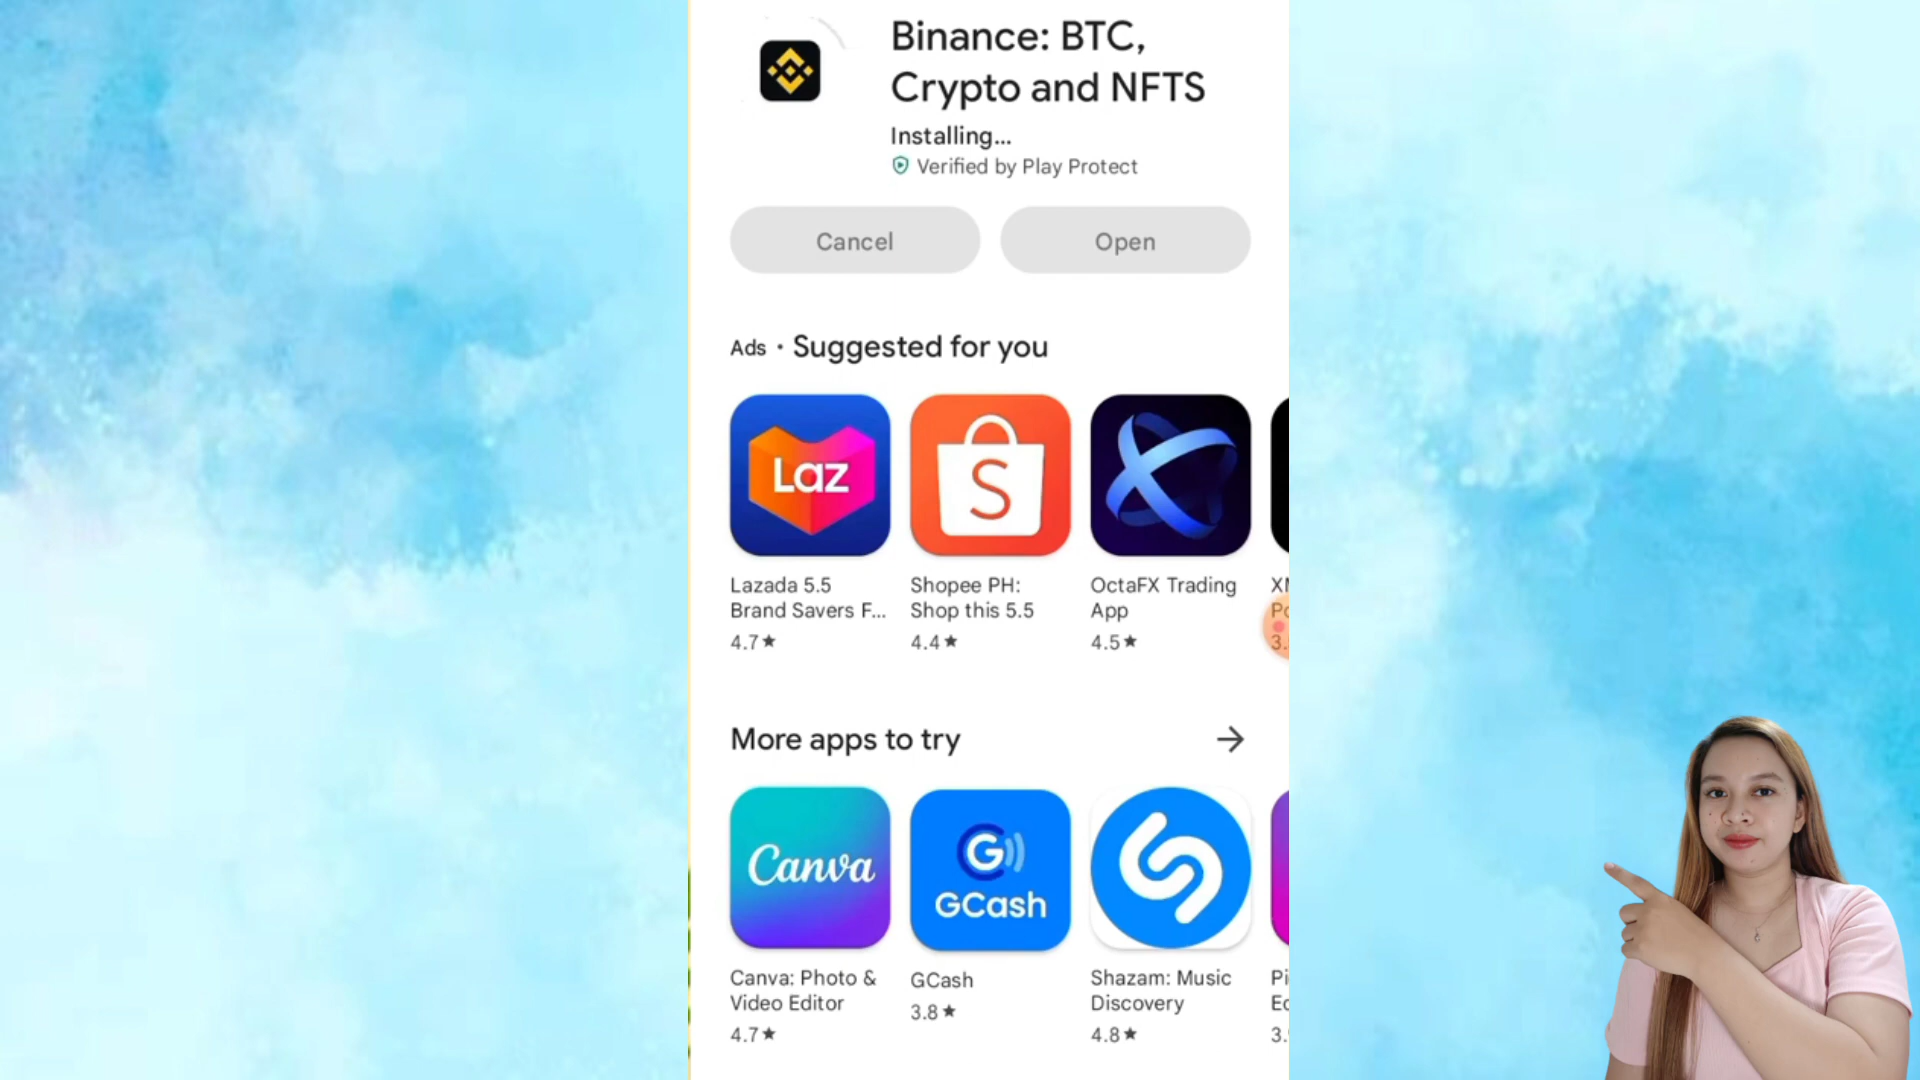 Binance: BTC,
Crypto and NFTS
Installing...
Verified by Play Protect
Cancel
Open
Ads • Suggested for you
Laz
S
Lazada 5.5
Brand Savers F...
4.7★
Shopee PH:
Shop this 5.5
4.4★
OctaFX Trading
App
4.5★
3.
More apps to try
Canva
G
GCash
Canva: Photo &
Video Editor
4.7★
GCash
3.8★
Shazam: Music
Discovery
4.8★
3.